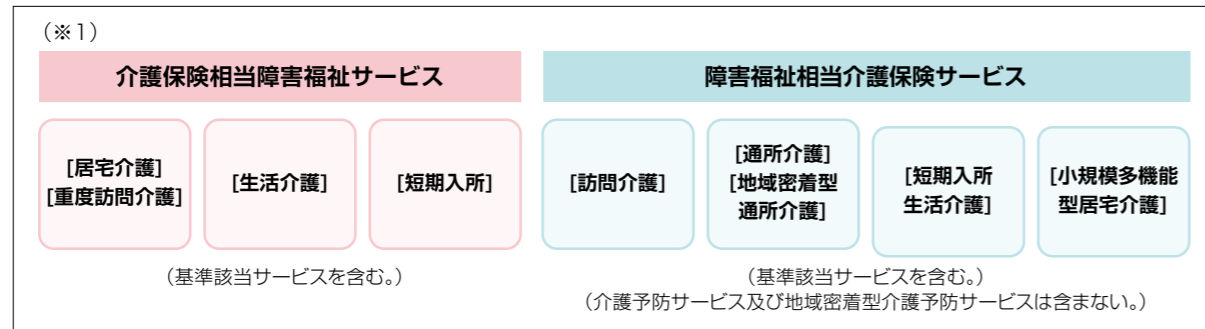 (※1)
介護保険相当障害福祉サービス
[居宅介護]
[重度訪問介護]
[生活介護]
[短期入所]
(基準該当サービスを含む。)
障害福祉相当介護保険サービス
[訪問介護]
[通所介護]
[地域密着型
通所介護]
[短期入所
生活介護]
[小規模多機能
型居宅介護]
(基準該当サービスを含む。)
(介護予防サービス及び地域密着型介護予防サービスは含まない。)